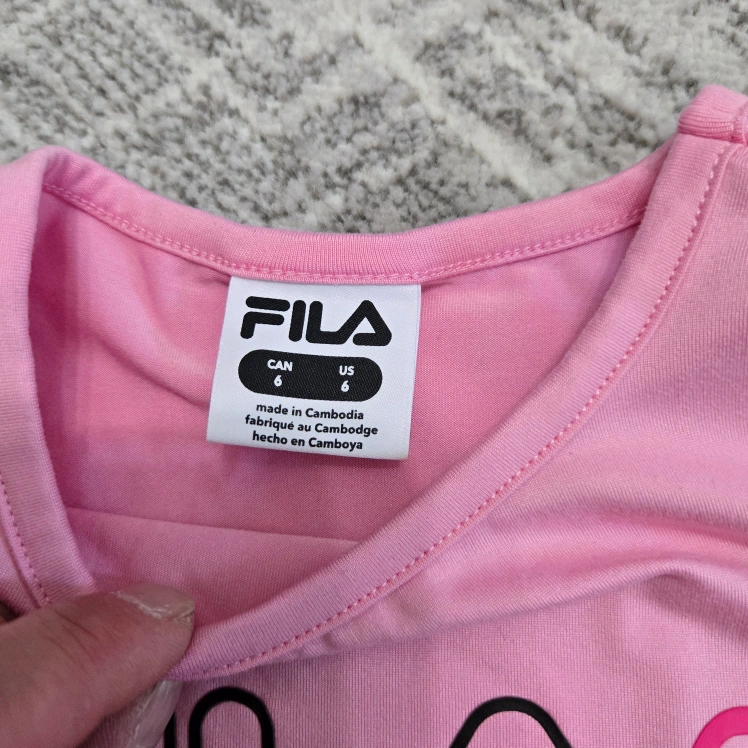 FILA
CAN US
6 6
made in Cambodia
fabriqué au Cambodge
hecho en Camboya